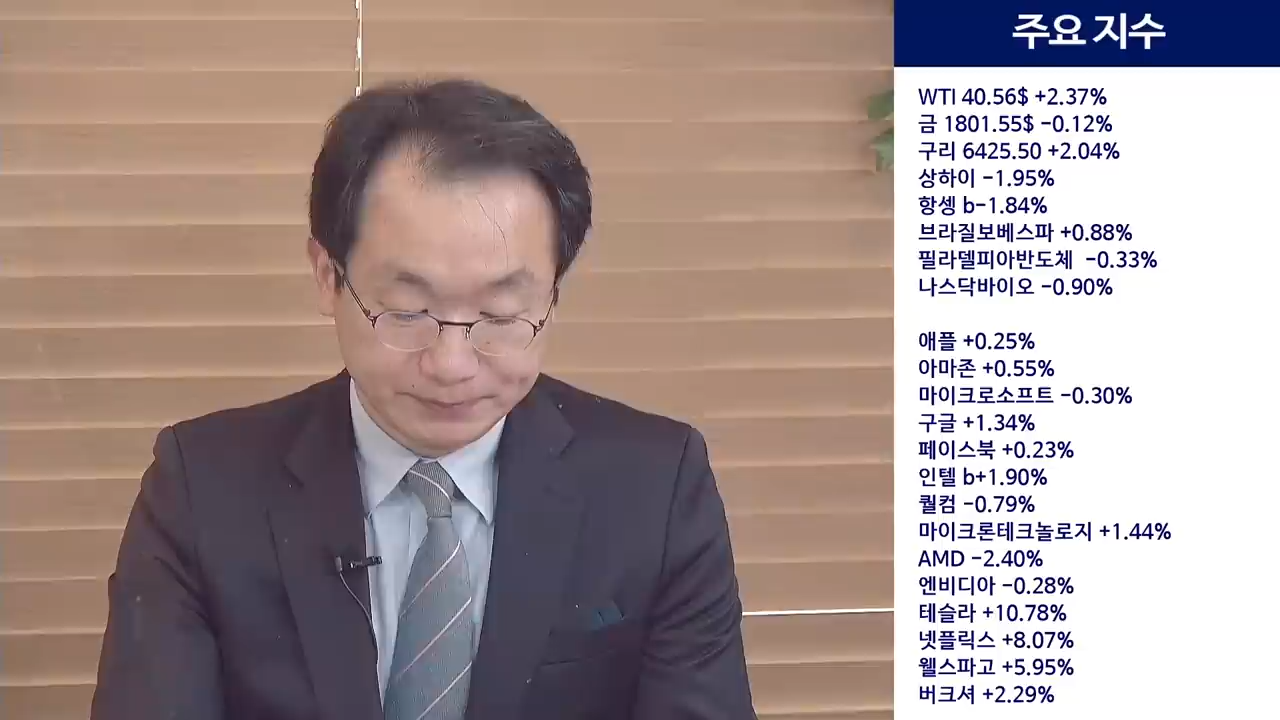 주요 지수
WTI 40.56$ +2.37%
금 1801.55$ -0.12%
구리 6425.50 +2.04%
상하이 -1.95%
항셍 b-1.84%
브라질보베스파 +0.88%
필라델피아반도체 -0.33%
나스닥바이오 -0.90%
애플 +0.25%
아마존 +0.55%
마이크로소프트 -0.30%
구글 +1.34%
페이스북 +0.23%
인텔 b+1.90%
퀄컴 -0.79%
마이크론테크놀로지 +1.44%
AMD -2.40%
엔비디아 -0.28%
테슬라 +10.78%
넷플릭스 +8.07%
웰스파고 +5.95%
버크셔 +2.29%